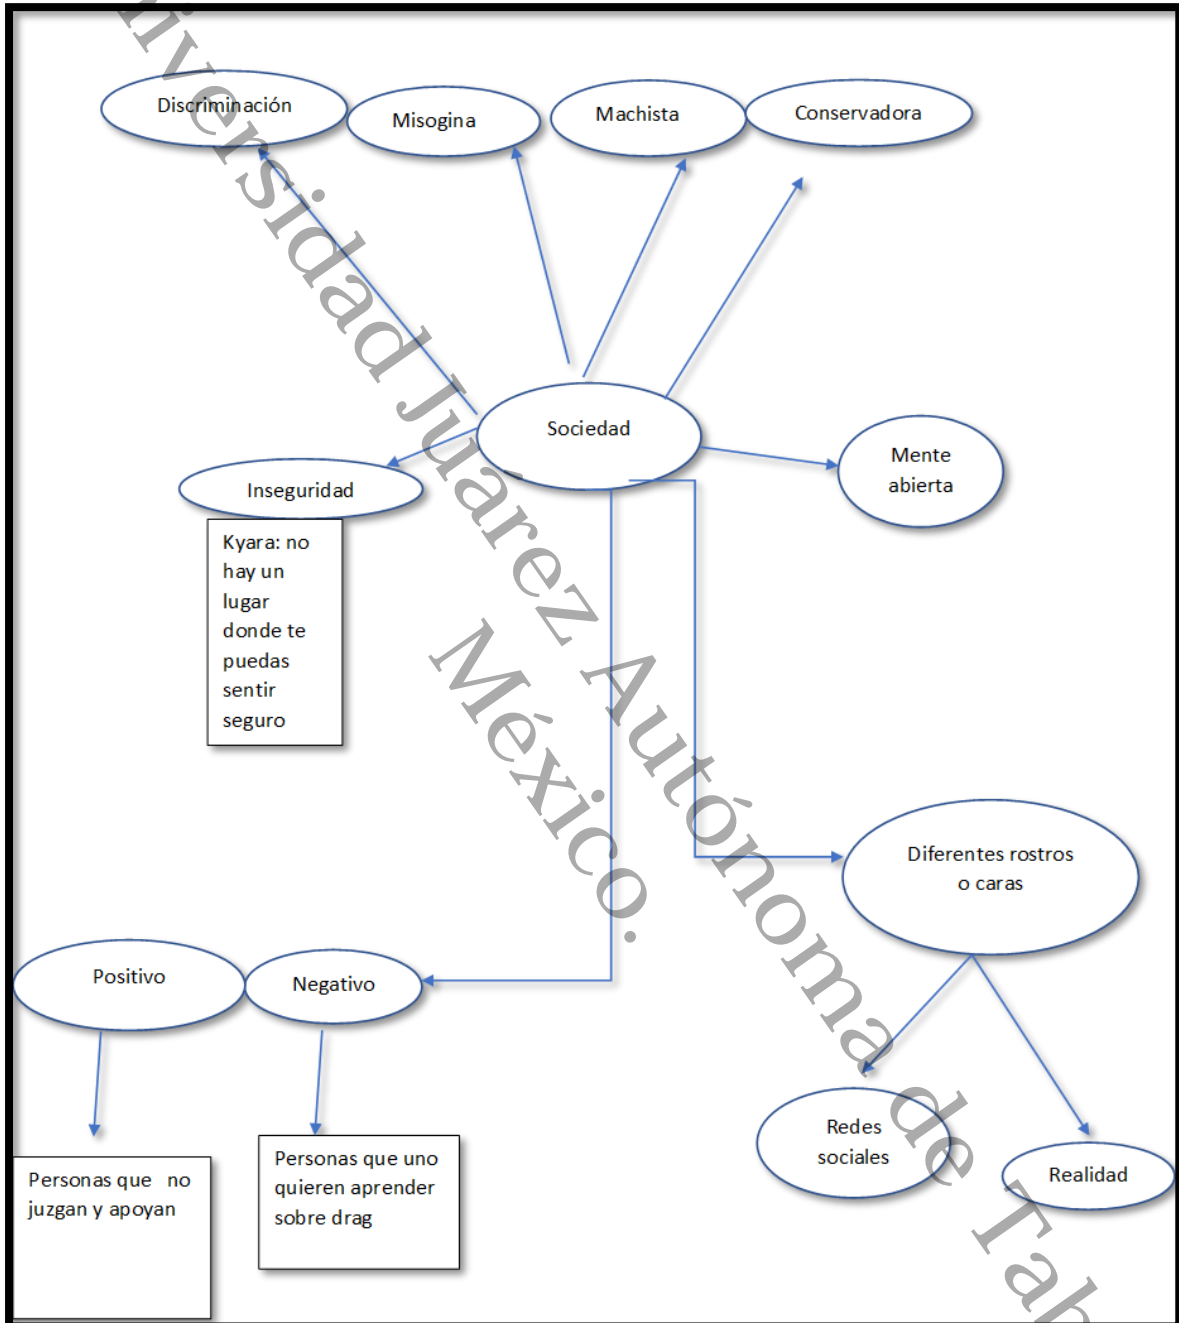 Discriminación
Misogina
Machista
Conservadora
Sociedad
Mente
abierta
Inseguridad
Kyara: no
hay un
lugar
donde te
puedas
sentir
seguro
Diferentes rostros
o caras
Positivo
Negativo
Redes
sociales
Realidad
Personas que no
juzgan y apoyan
Personas que uno
quieren aprender
sobre drag
Juárez Autónoma de
México.